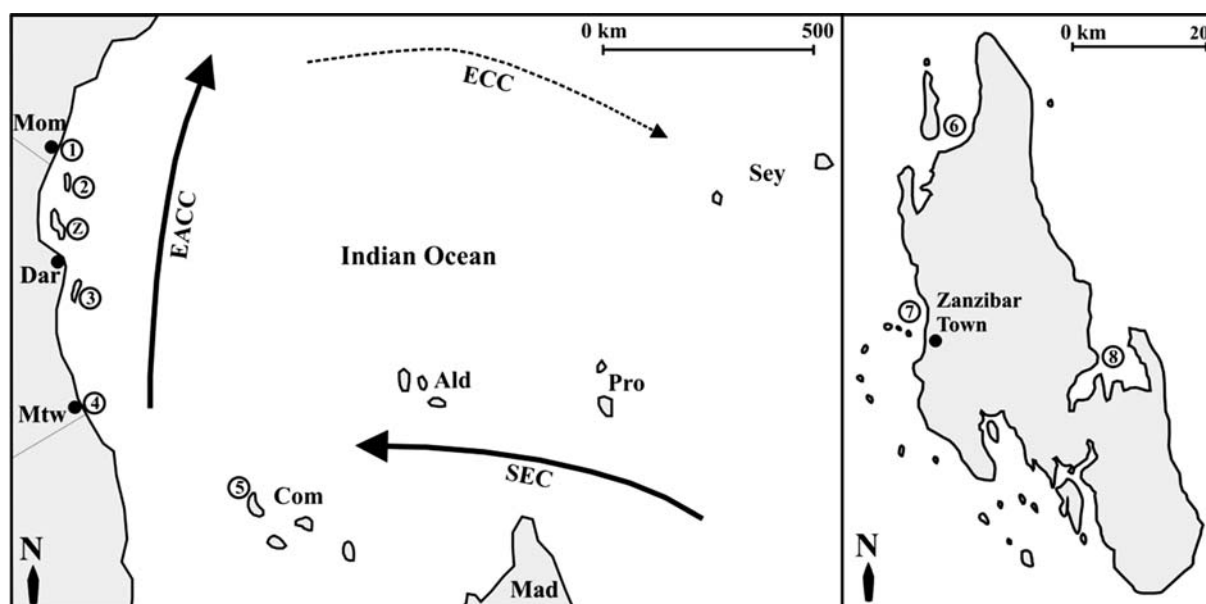 0 km 500
ECC
Mom
1
2
Sey
Z
EACC
Indian Ocean
Dar
3
Ald
Pro
Mtw
4
SEC
5
Com
N
Mad
0 km 20
6
7
Zanzibar
Town
8
N